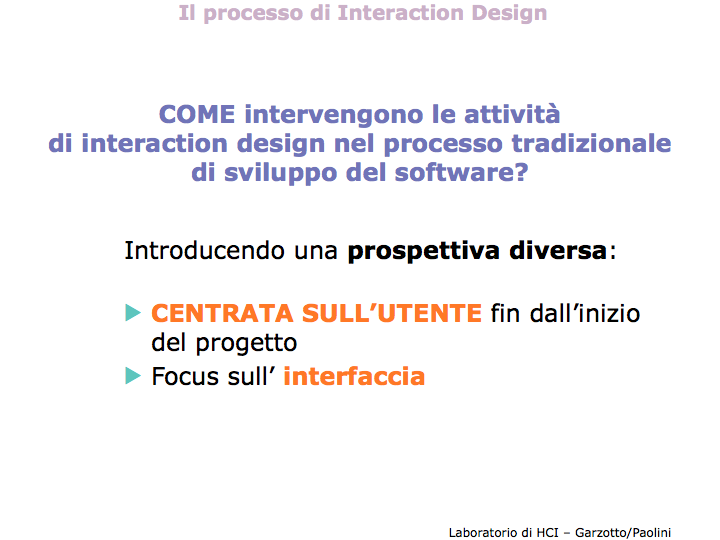 Il processo di Interaction Design
COME intervengono le attività
di interaction design nel processo tradizionale
di sviluppo del software?
Introducendo una prospettiva diversa:
CENTRATA SULL’UTENTE fin dall’inizio
del progetto
Focus sull’ interfaccia
Laboratorio di HCI – Garzotto/Paolini